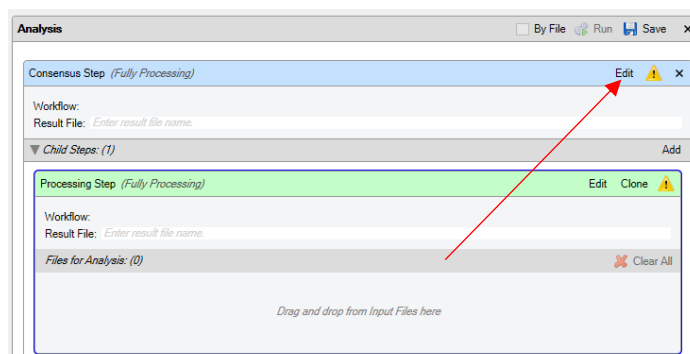 Analysis By File Run Save ×
Consensus Step (Fully Processing) Edit ×
Workflow:
Result File: Enter result file name.
Child Steps: (1) Add
Processing Step (Fully Processing) Edit Clone
Workflow:
Result File: Enter result file name.
Files for Analysis: (0) Clear All
Drag and drop from Input Files here